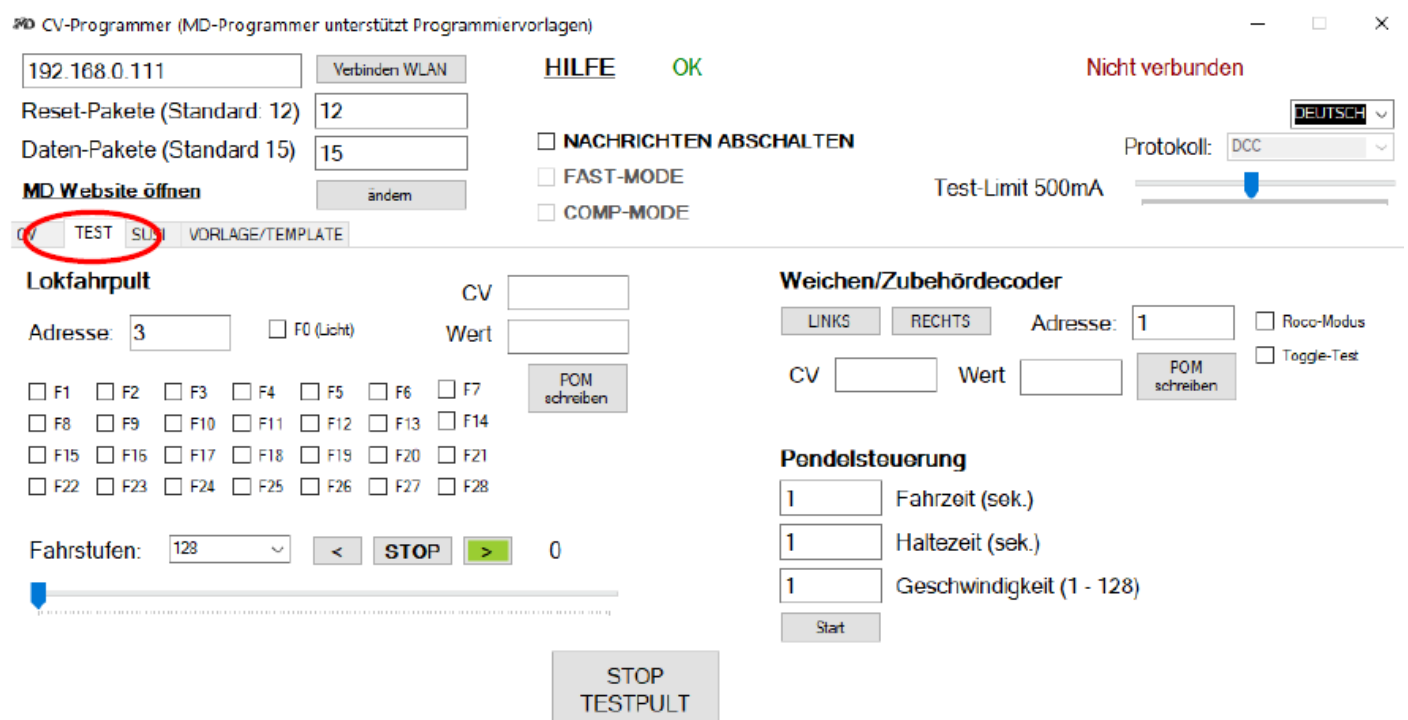 MD CV-Programmer (MD-Programmer unterstützt Programmiervorlagen)
192.168.0.111 Verbinden WLAN HILFE OK Nicht verbunden
Reset-Pakete (Standard: 12) 12
DEUTSCH
NACHRICHTEN ABSCHALTEN
Daten-Pakete (Standard 15) 15
Protokoll: DCC
FAST-MODE
MD Website öffnen ändern
Test-Limit 500mA
COMP-MODE
CV TEST SUSI VORLAGE/TEMPLATE
Lokfahrpult
CV
Adresse: 3 F0 (Licht)
Wert
POM
schreiben
F1 F2 F3 F4 F5 F6 F7
F8 F9 F10 F11 F12 F13 F14
F15 F16 F17 F18 F19 F20 F21
F22 F23 F24 F25 F26 F27 F28
Fahrstufen: 128 < STOP > 0
Weichen/Zubehördecoder
LINKS RECHTS Adresse: 1 Roco-Modus
Toggle-Test
CV Wert POM
schreiben
Pendelsteuerung
1 Fahrzeit (sek.)
1 Haltezeit (sek.)
1 Geschwindigkeit (1 - 128)
Start
STOP
TESTPULT